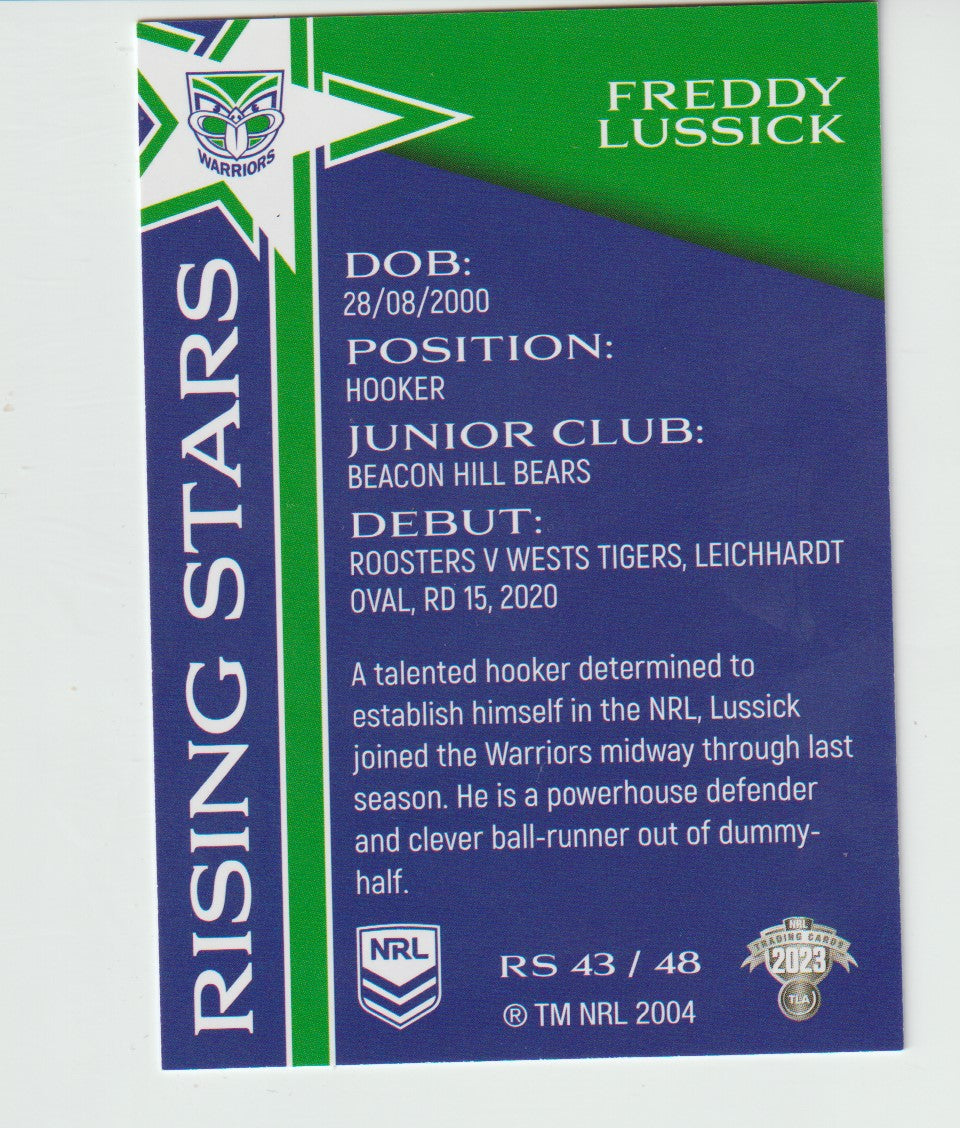 WARRIORS
FREDDY
LUSSICK
RISING STARS
DOB:
28/08/2000
POSITION:
HOOKER
JUNIOR CLUB:
BEACON HILL BEARS
DEBUT:
ROOSTERS V WESTS TIGERS, LEICHHARDT
OVAL, RD 15, 2020
A talented hooker determined to
establish himself in the NRL, Lussick
joined the Warriors midway through last
season. He is a powerhouse defender
and clever ball-runner out of dummy-
half.
NRL
RS 43 / 48
® TM NRL 2004
NRL
TRADING CARDS
2023
TLA